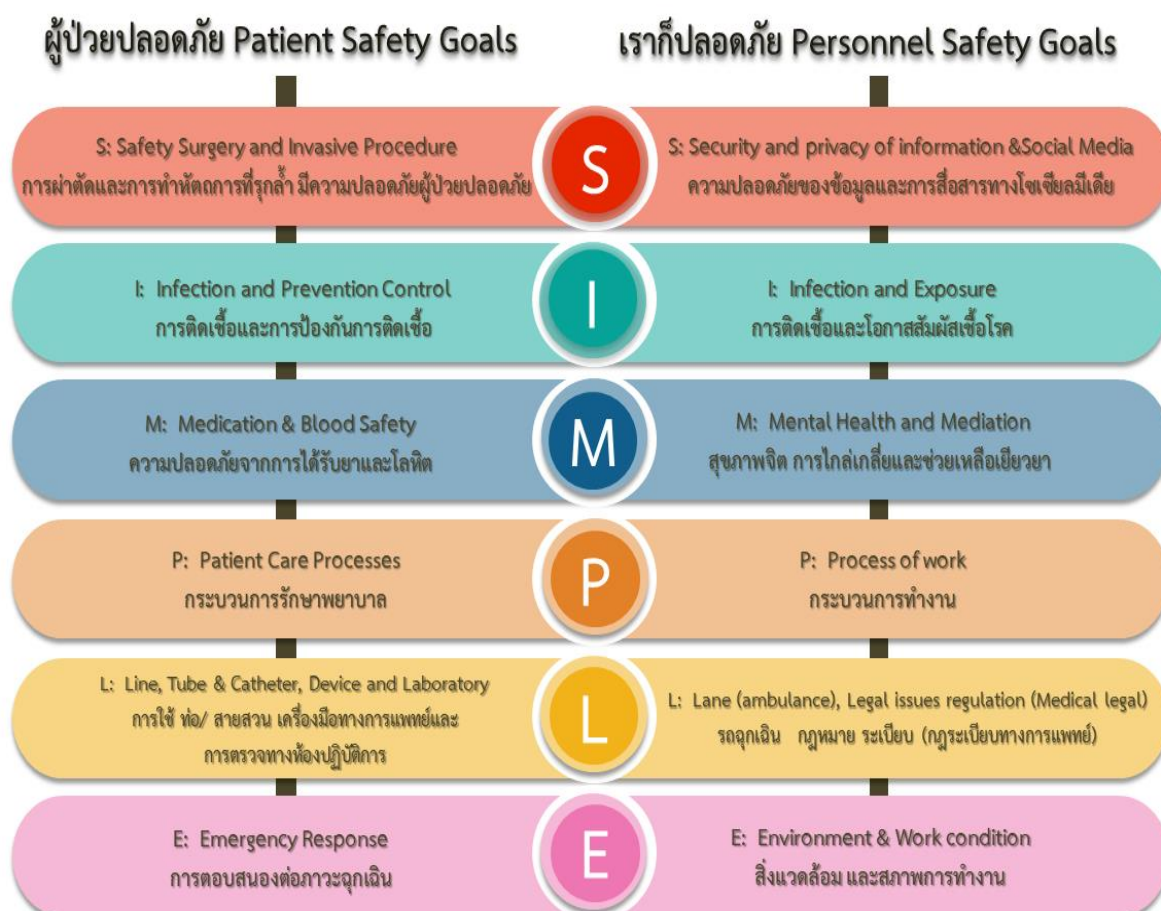 ผู้ป่วยปลอดภัย Patient Safety Goals
เราก็ปลอดภัย Personnel Safety Goals
S: Safety Surgery and Invasive Procedure
การผ่าตัดและการทำหัตถการที่รุกล้ำ มีความปลอดภัยผู้ป่วยปลอดภัย
S
S: Security and privacy of information &Social Media
ความปลอดภัยของข้อมูลและการสื่อสารทางโซเชียลมีเดีย
I: Infection and Prevention Control
การติดเชื้อและการป้องกันการติดเชื้อ
I
I: Infection and Exposure
การติดเชื้อและโอกาสสัมผัสเชื้อโรค
M: Medication & Blood Safety
ความปลอดภัยจากการได้รับยาและโลหิต
M
M: Mental Health and Mediation
สุขภาพจิต การไกล่เกลี่ยและช่วยเหลือเยียวยา
P: Patient Care Processes
กระบวนการรักษาพยาบาล
P
P: Process of work
กระบวนการทำงาน
L: Line, Tube & Catheter, Device and Laboratory
การใช้ ท่อ/ สายสวน เครื่องมือทางการแพทย์และ
การตรวจทางห้องปฏิบัติการ
L
L: Lane (ambulance), Legal issues regulation (Medical legal)
รถฉุกเฉิน กฎหมาย ระเบียบ (กฎระเบียบทางการแพทย์)
E: Emergency Response
การตอบสนองต่อภาวะฉุกเฉิน
E
E: Environment & Work condition
สิ่งแวดล้อม และสภาพการทำงาน